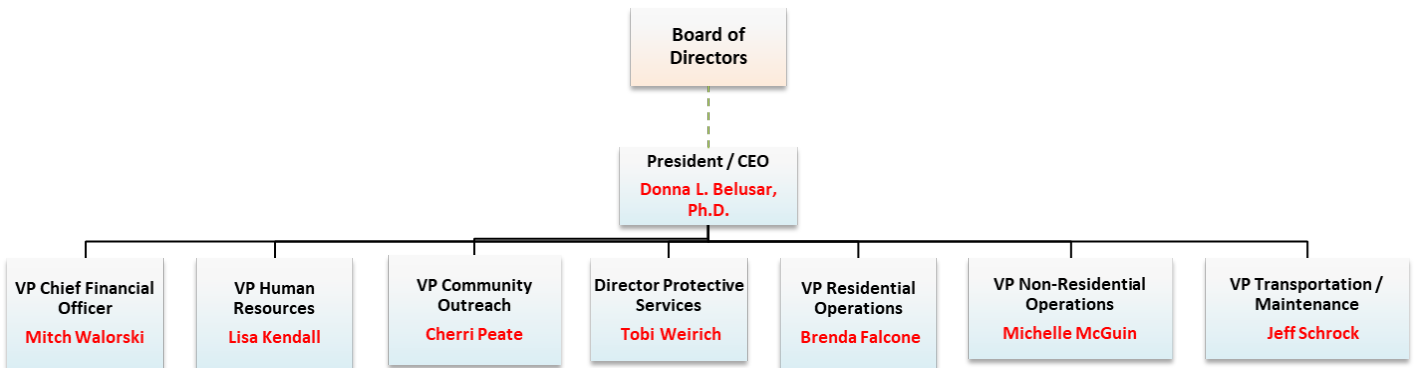 Board of
Directors
President / CEO
Donna L. Belusar,
Ph.D.
VP Chief Financial
Officer
Mitch Walorski
VP Human
Resources
Lisa Kendall
VP Community
Outreach
Cherri Peate
Director Protective
Services
Tobi Weirich
VP Residential
Operations
Brenda Falcone
VP Non-Residential
Operations
Michelle McGuin
VP Transportation /
Maintenance
Jeff Schrock